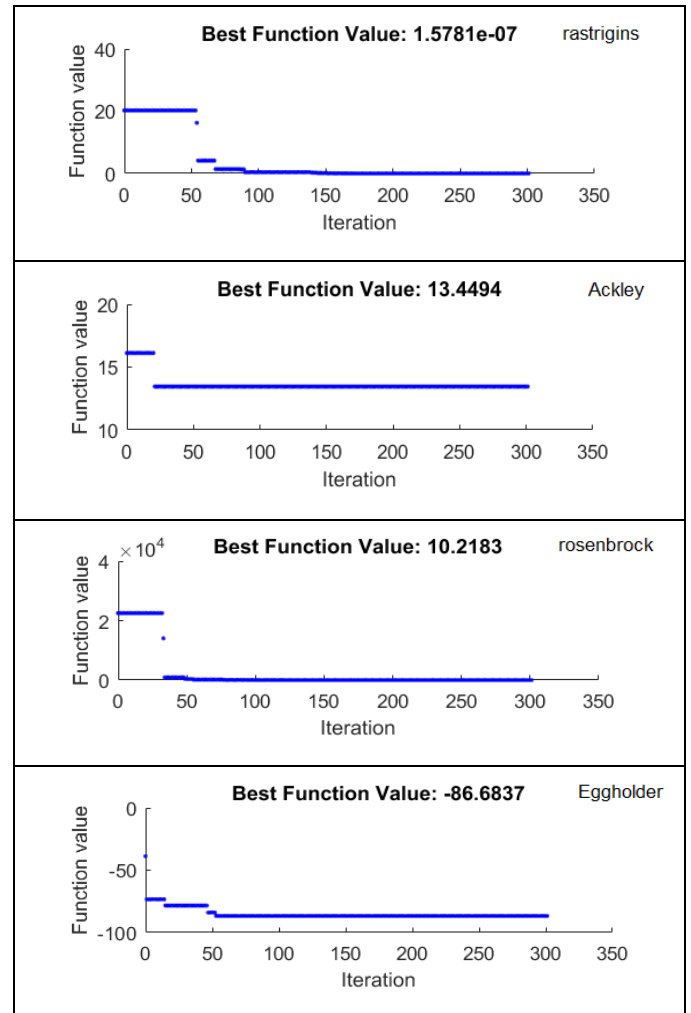 Best Function Value: 1.5781e-07 rastrigins
Function value
40
20
0
0 50 100 150 200 250 300 350
Iteration
Best Function Value: 13.4494 Ackley
Function value
20
15
10
0 50 100 150 200 250 300 350
Iteration
Best Function Value: 10.2183 rosenbrock
× 10^4
Function value
4
2
0
0 50 100 150 200 250 300 350
Iteration
Best Function Value: -86.6837 Eggholder
Function value
0
-50
-100
0 50 100 150 200 250 300 350
Iteration